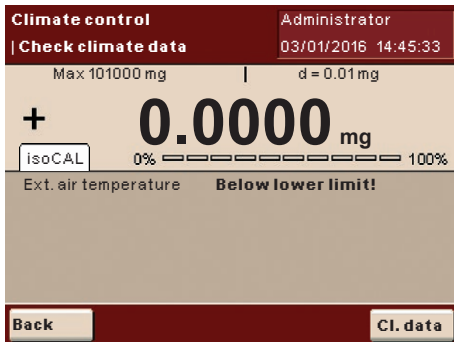 Climate control Administrator
| Check climate data 03/01/2016 14:45:33
Max 101000 mg | d = 0.01 mg
+ 0.0000 mg
isoCAL 0% 100%
Ext. air temperature Below lower limit!
Back Cl. data